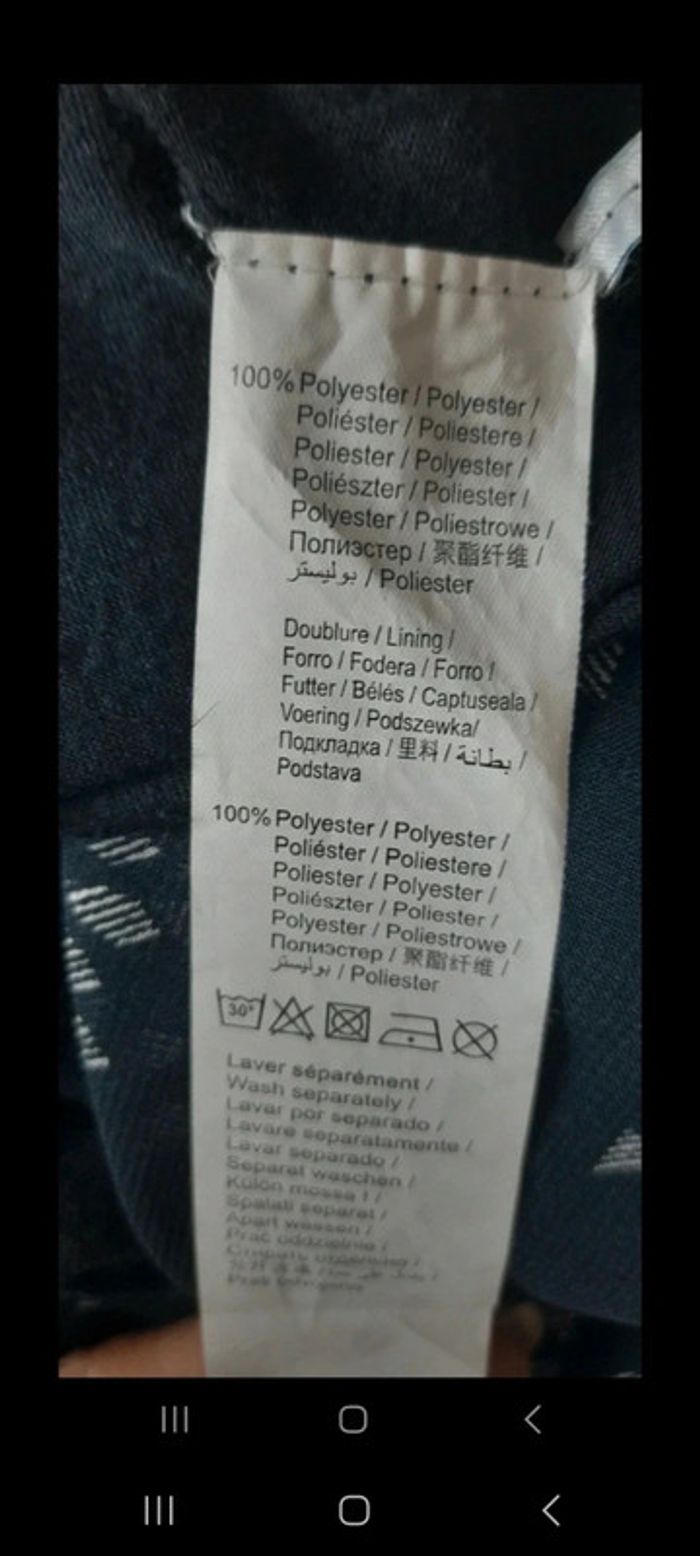 100% Polyester / Polyester /
Poliéster / Poliestere /
Poliester / Polyester /
Poliészter / Poliester /
Polyester / Poliestrowe /
Полиэстер / 聚酯纤维 /
بوليستر / Poliester
Doublure / Lining /
Forro / Fodera / Forro /
Futter / Bélés / Captuseala /
Voering / Podszewka/
Подкладка / 里料 / بطانة /
Podstava
100% Polyester / Polyester /
Poliéster / Poliestere /
Poliester / Polyester /
Poliészter / Poliester /
Polyester / Poliestrowe /
Полиэстер / 聚酯纤维 /
بوليستر / Poliester
30°
Laver séparément /
Wash separately /
Lavar por separado /
Lavare separatamente /
Lavar separado /
Separat waschen /
Külön mossa ! /
Spalati separat /
Apart wassen /
Prać oddzielnie /